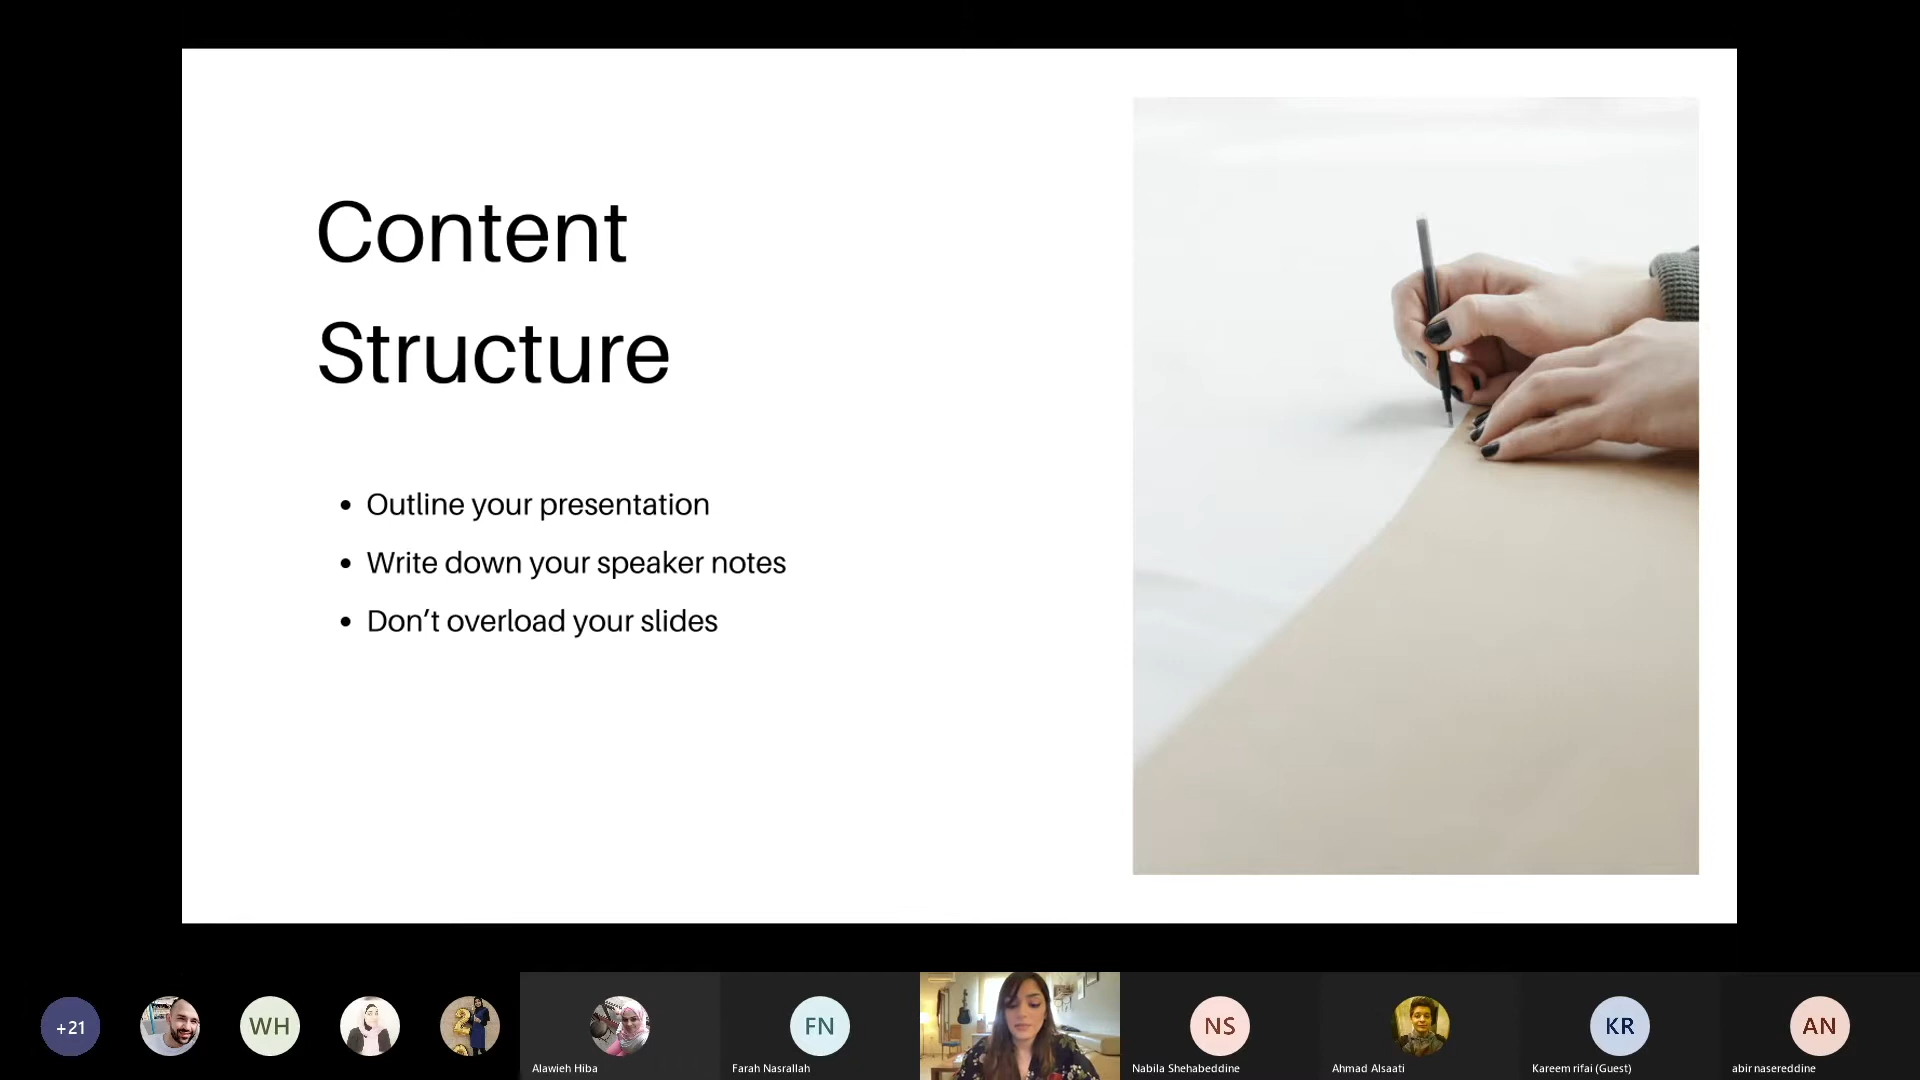 Content
Structure
• Outline your presentation
• Write down your speaker notes
• Don’t overload your slides
+21
WH
2
Alawieh Hiba
FN
Farah Nasrallah
NS
Nabila Shehabeddine
Ahmad Alsaati
KR
Kareem rifai (Guest)
AN
abir nasereddine